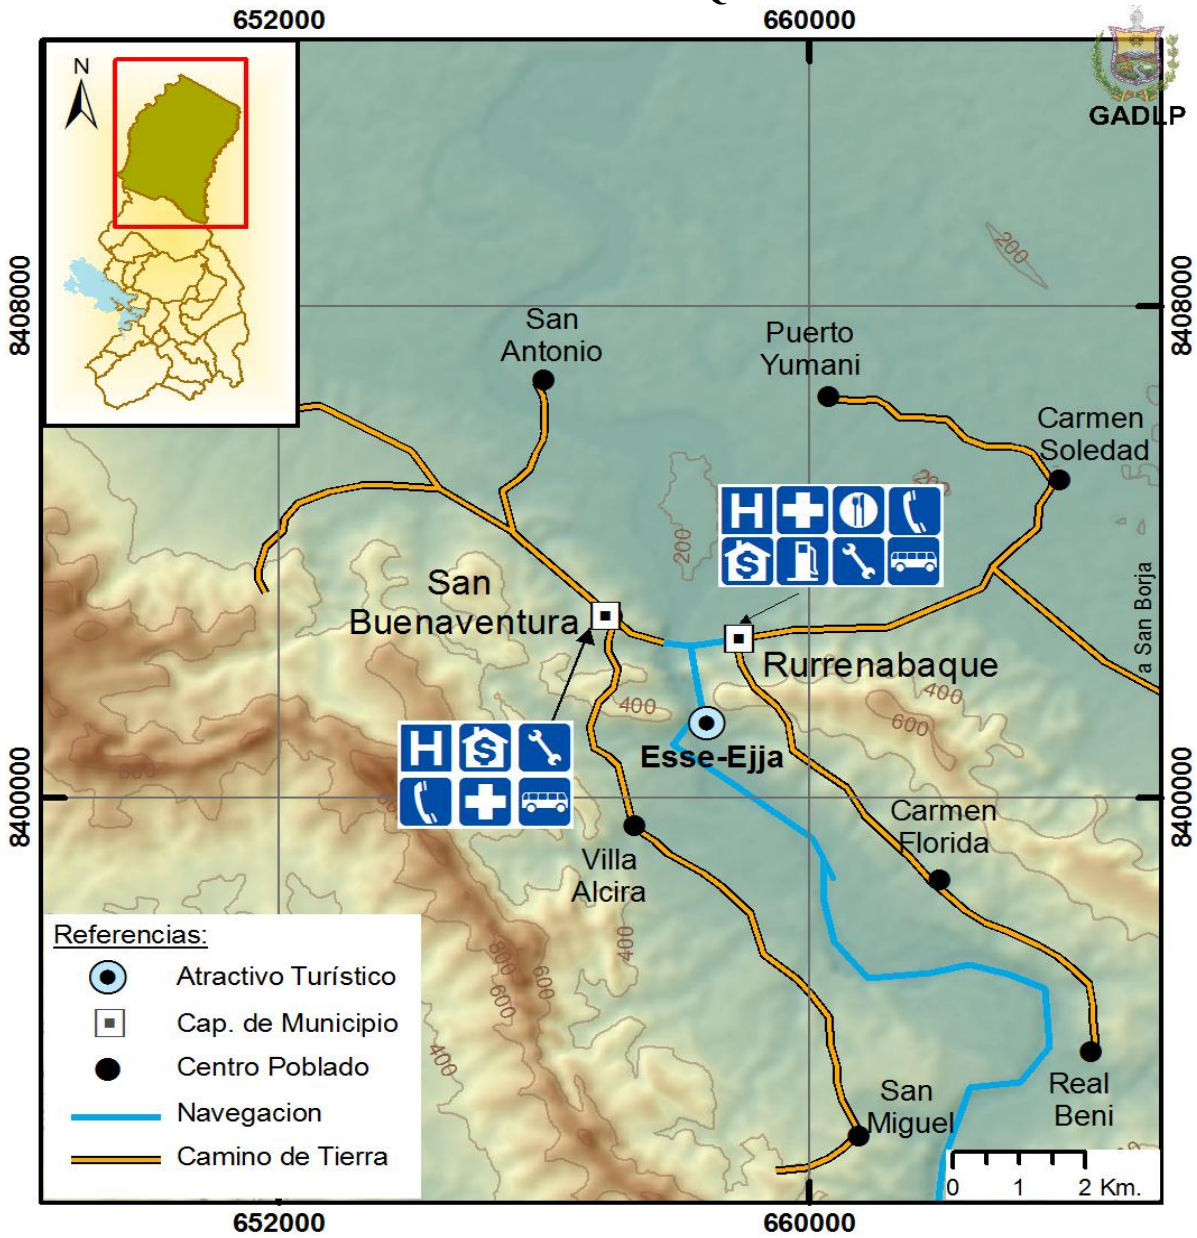 652000
660000
N
GADLP
8408000
8408000
200
San
Antonio
Puerto
Yumani
Carmen
Soledad
200
200
H
H
$
San
Buenaventura
Rurrenabaque
a San Borja
400
400
600
Esse-Ejja
H
$
8400000
8400000
Carmen
Florida
Villa
Alcira
400
800
600
600
400
Referencias:
Atractivo Turístico
Cap. de Municipio
Centro Poblado
Navegacion
Camino de Tierra
San
Miguel
Real
Beni
0 1 2 Km.
652000
660000